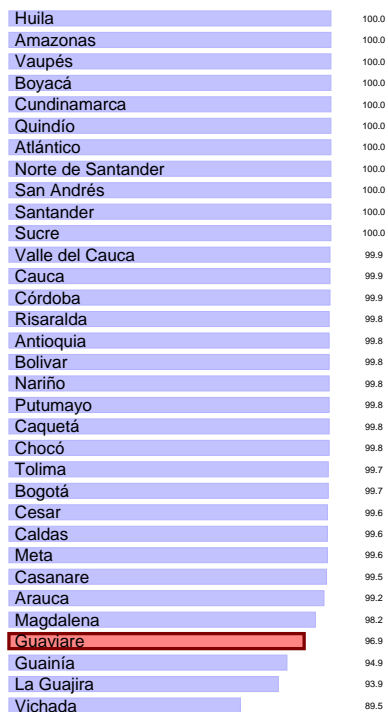 Huila 100.0
Amazonas 100.0
Vaupés 100.0
Boyacá 100.0
Cundinamarca 100.0
Quindío 100.0
Atlántico 100.0
Norte de Santander 100.0
San Andrés 100.0
Santander 100.0
Sucre 100.0
Valle del Cauca 99.9
Cauca 99.9
Córdoba 99.9
Risaralda 99.8
Antioquia 99.8
Bolivar 99.8
Nariño 99.8
Putumayo 99.8
Caquetá 99.8
Chocó 99.8
Tolima 99.7
Bogotá 99.7
Cesar 99.6
Caldas 99.6
Meta 99.6
Casanare 99.5
Arauca 99.2
Magdalena 98.2
Guaviare 96.9
Guainía 94.9
La Guajira 93.9
Vichada 89.5